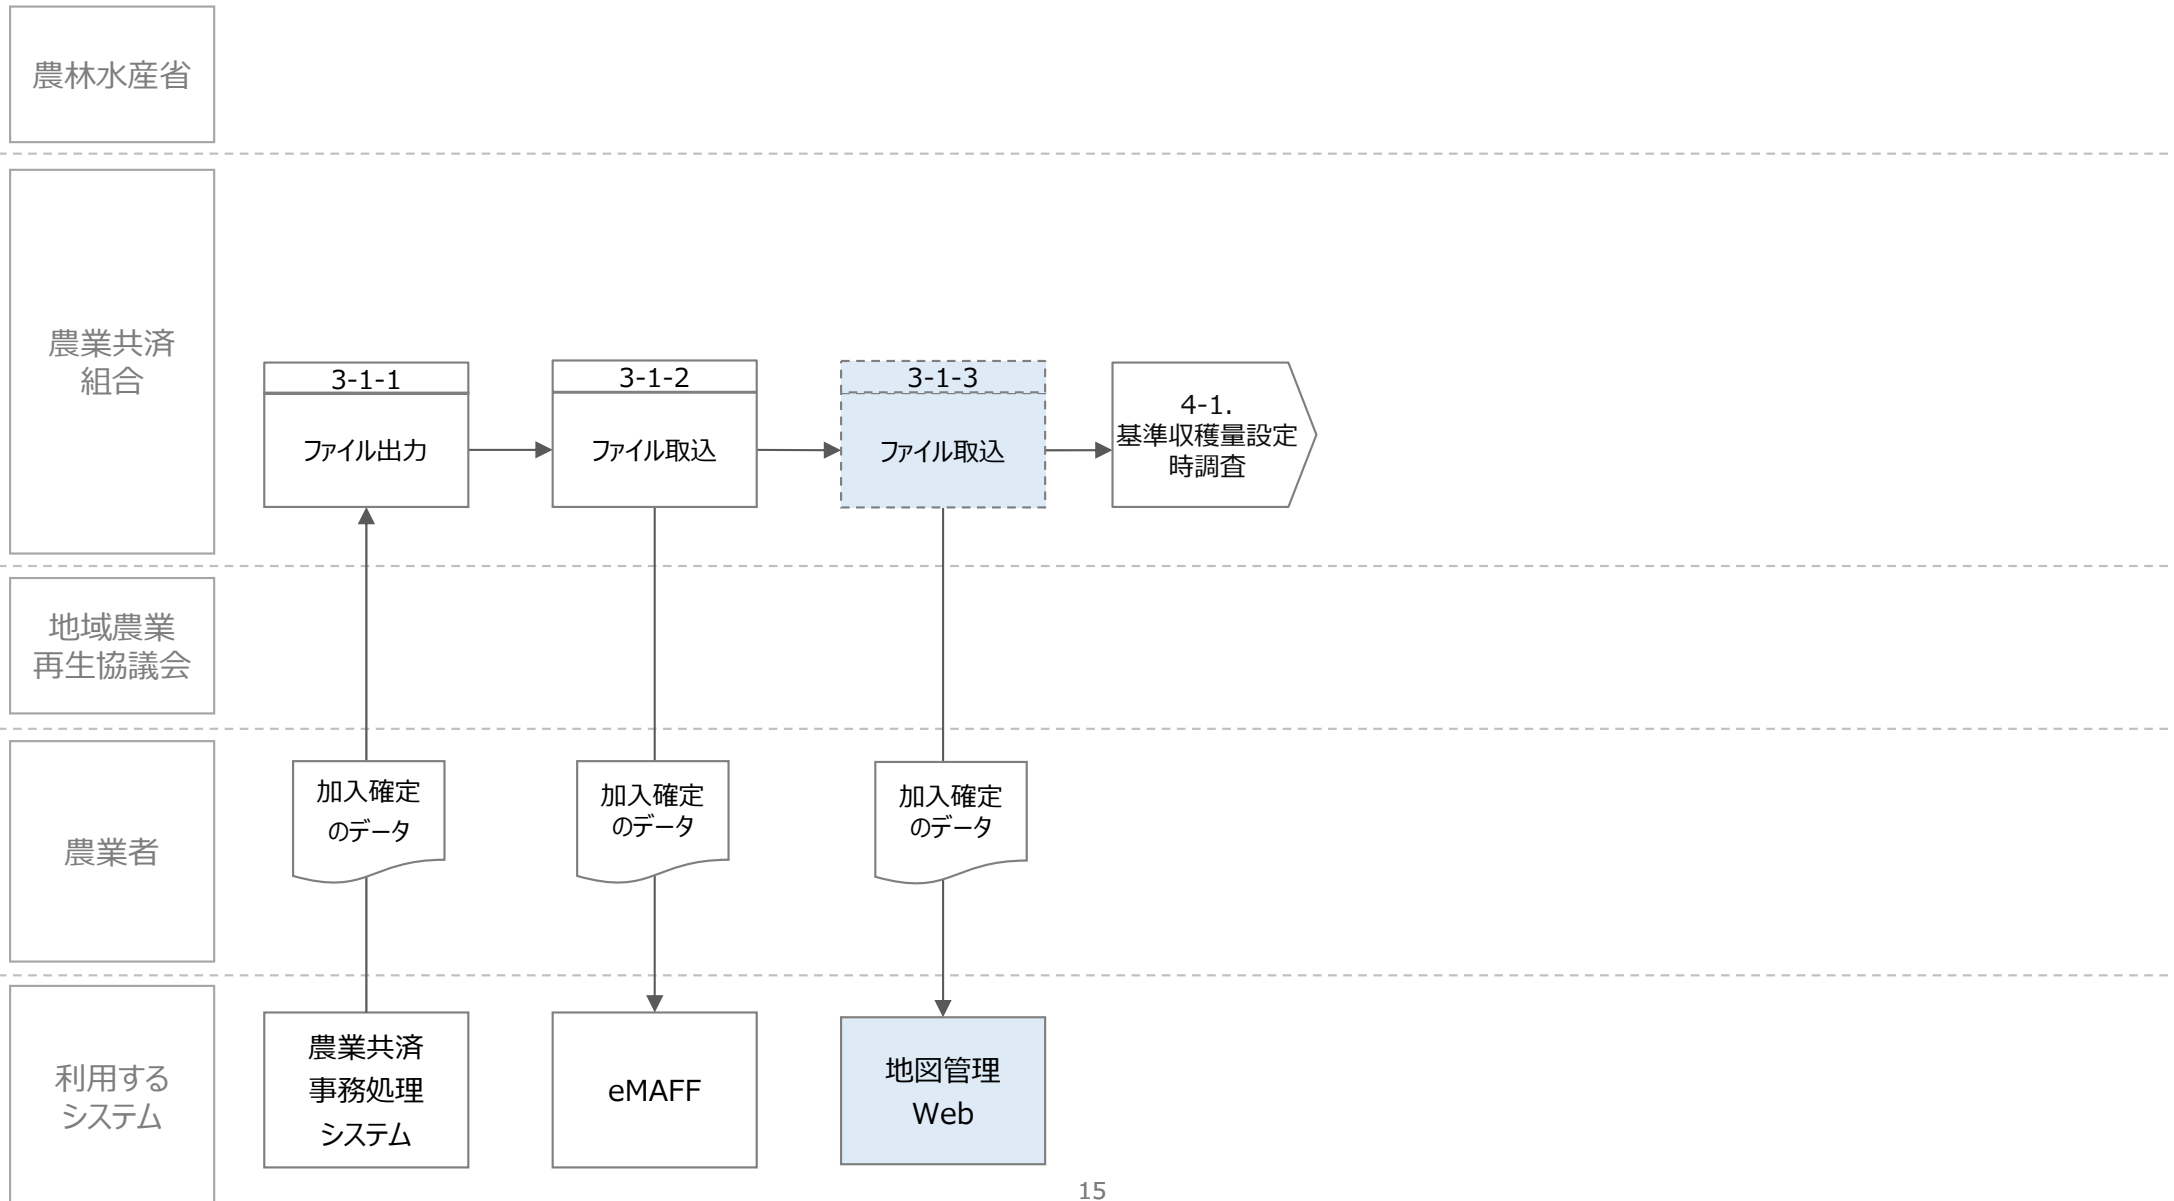 農林水産省
農業共済
組合
3-1-1
ファイル出力
3-1-2
ファイル取込
3-1-3
ファイル取込
4-1.
基準収穫量設定
時調査
地域農業
再生協議会
農業者
加入確定
のデータ
加入確定
のデータ
加入確定
のデータ
利用する
システム
農業共済
事務処理
システム
eMAFF
地図管理
Web
15